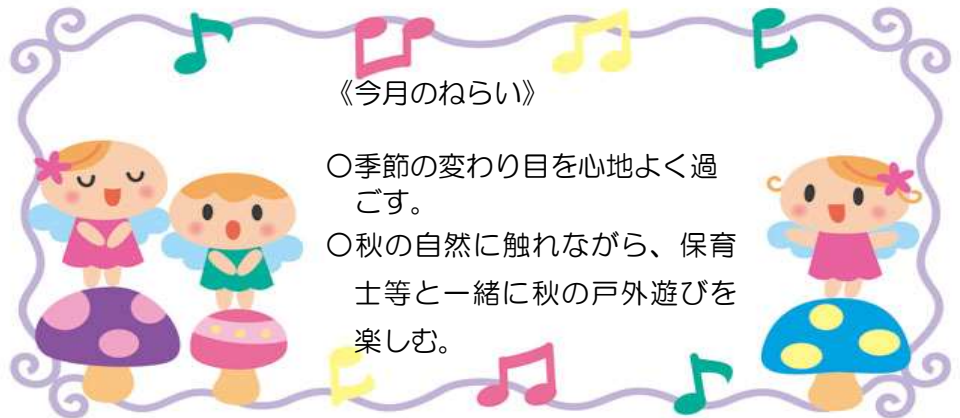 《今月のねらい》
〇季節の変わり目を心地よく過
ごす。
〇秋の自然に触れながら、保育
士等と一緒に秋の戸外遊びを
楽しむ。